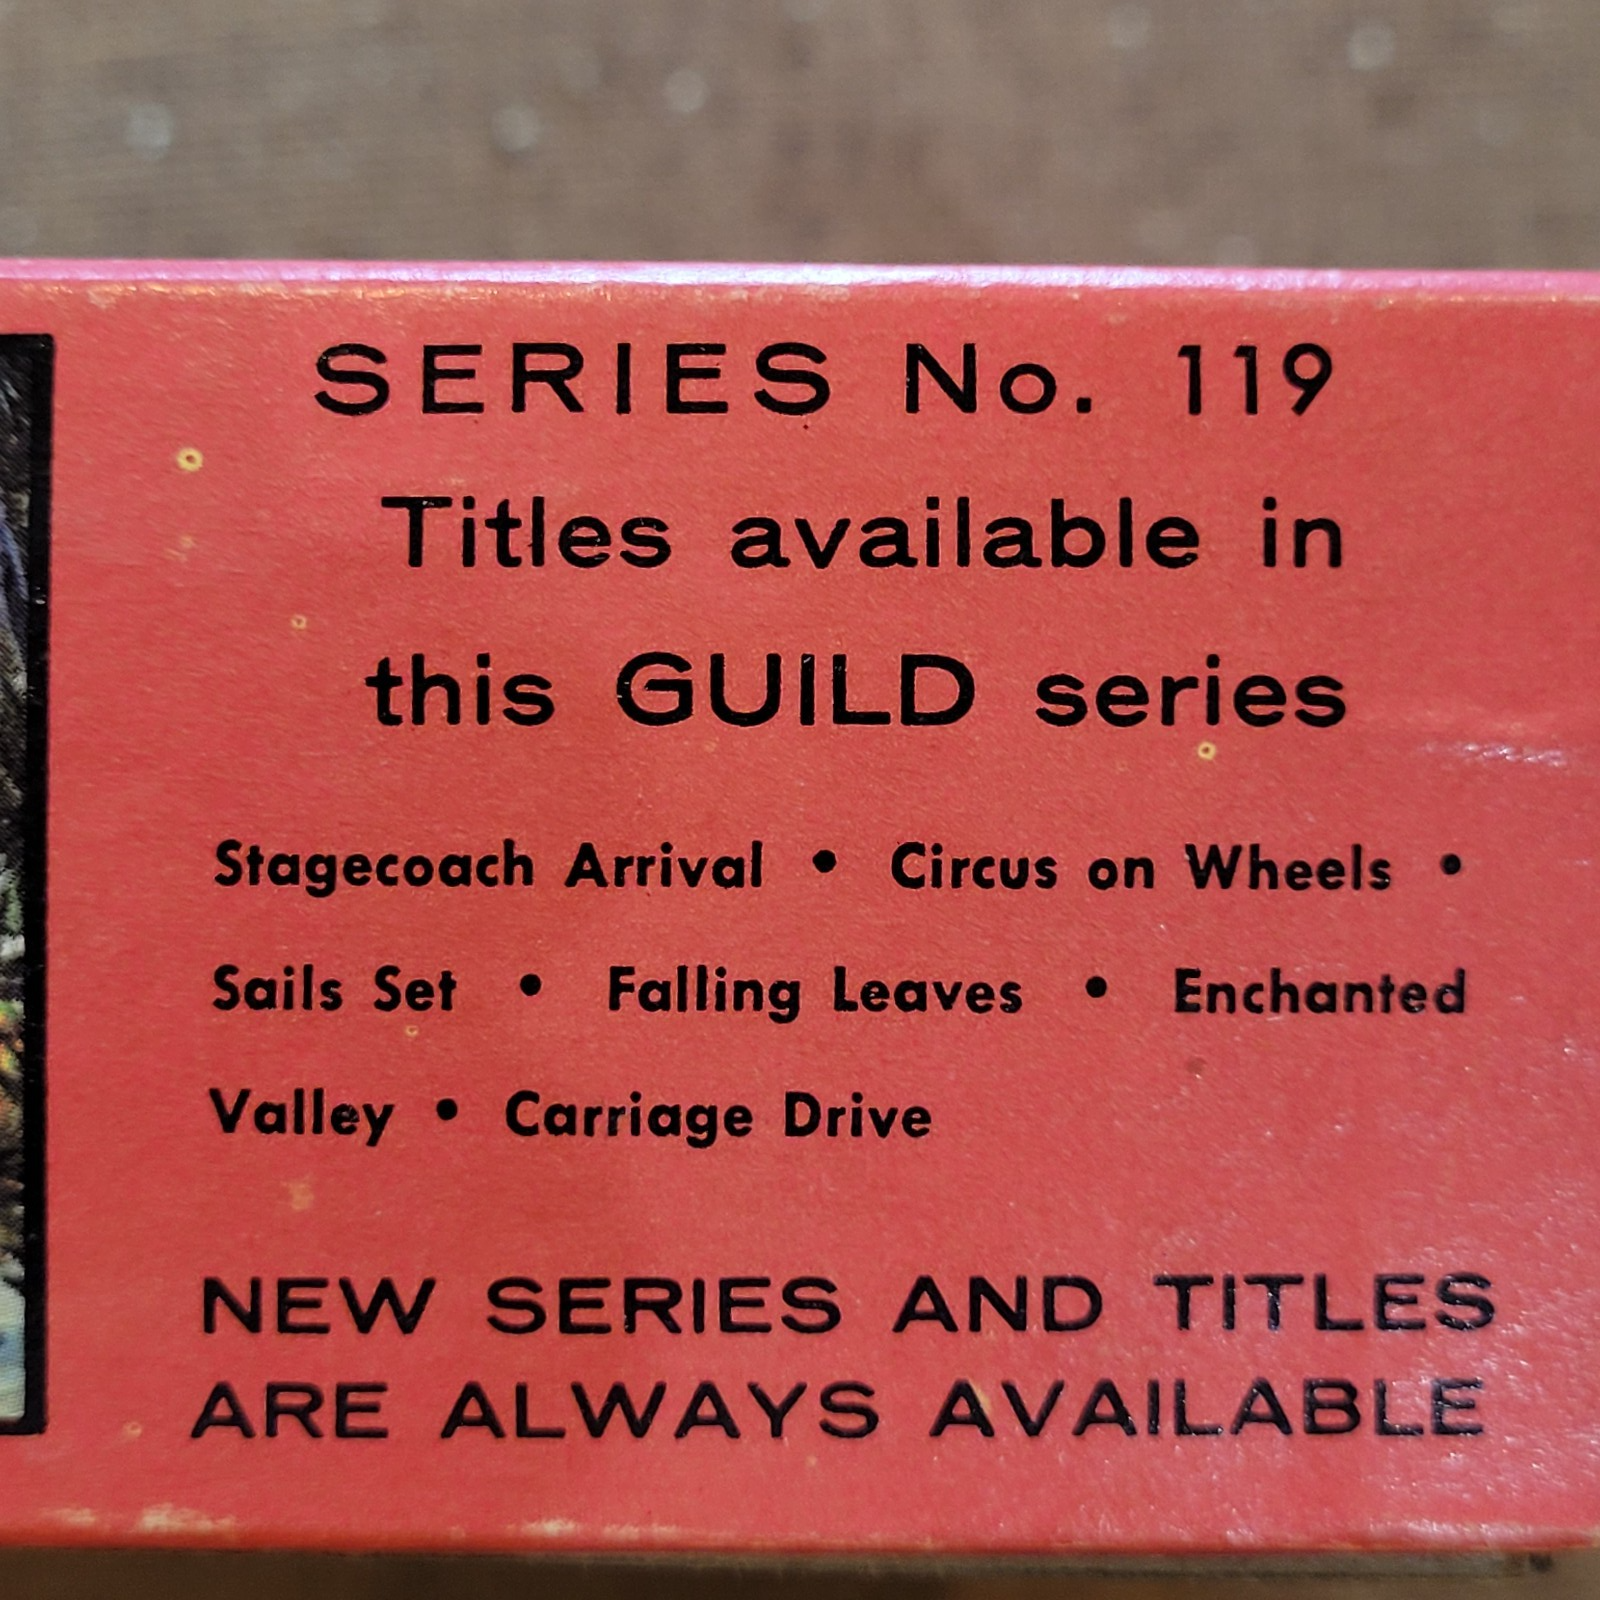 SERIES No. 119
Titles available in
this GUILD series
Stagecoach Arrival • Circus on Wheels •
Sails Set • Falling Leaves • Enchanted
Valley • Carriage Drive
NEW SERIES AND TITLES
ARE ALWAYS AVAILABLE